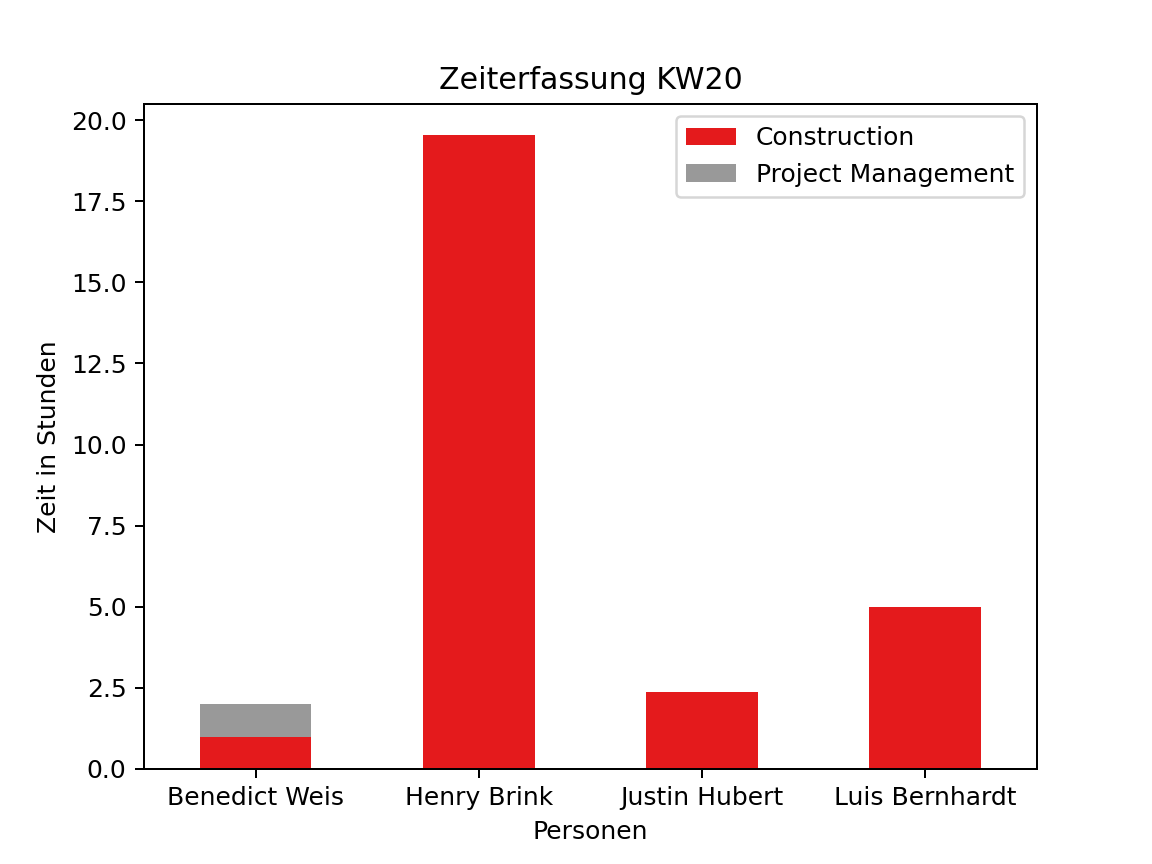 Zeiterfassung KW20
Construction
Project Management
20.0
17.5
15.0
12.5
10.0
7.5
5.0
2.5
0.0
Zeit in Stunden
Benedict Weis
Henry Brink
Justin Hubert
Luis Bernhardt
Personen